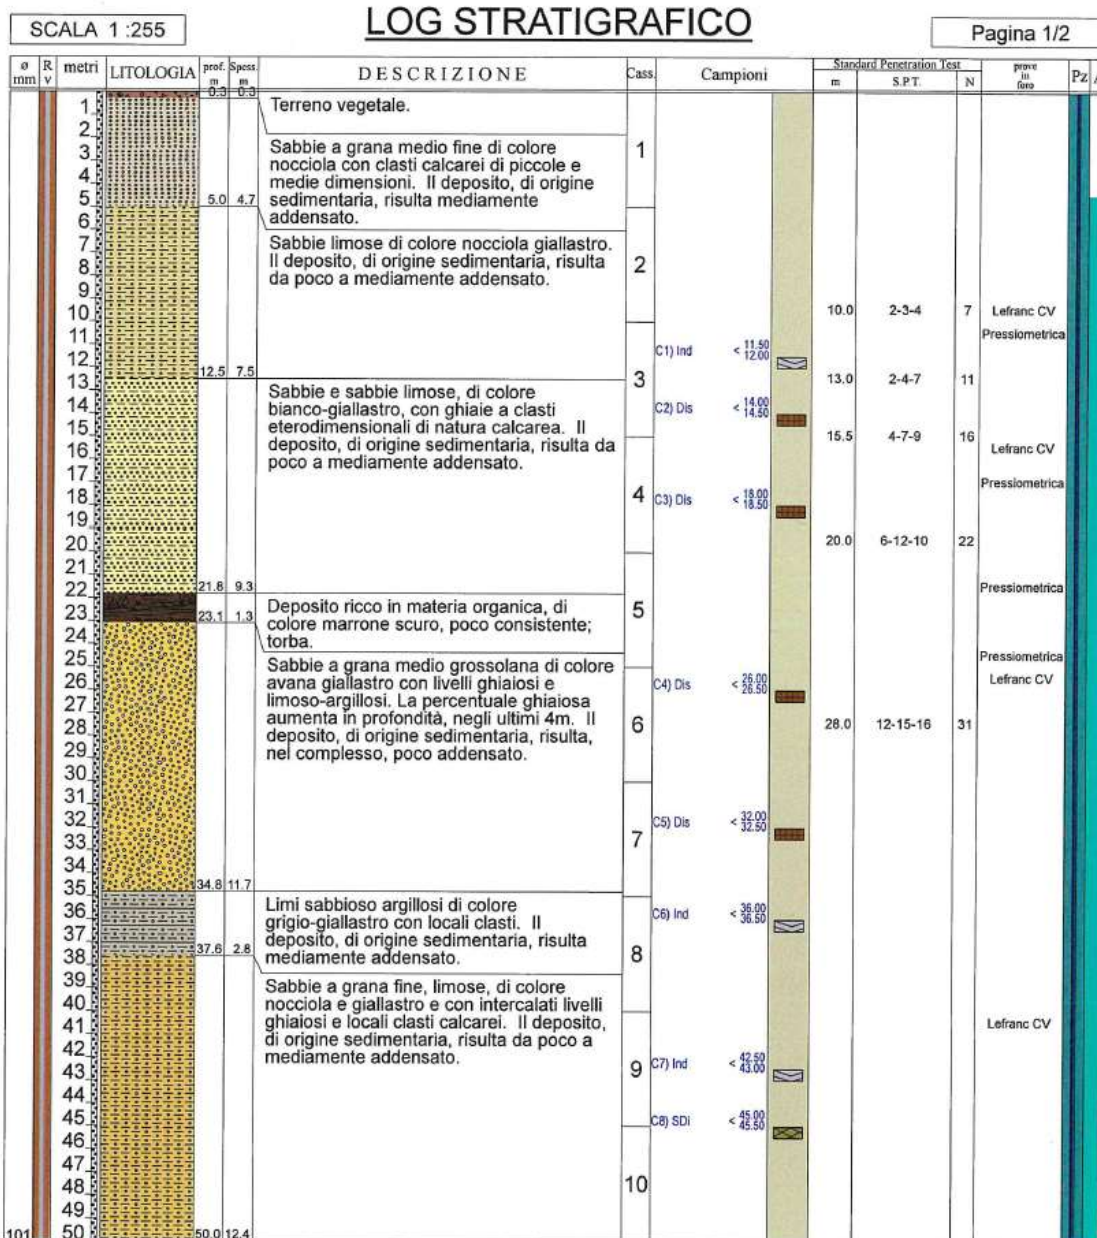 SCALA 1 :255
LOG STRATIGRAFICO
Pagina 1/2
ø mm
R v
metri
LITOLOGIA
prof. m
Spess. m
DESCRIZIONE
Cass.
Campioni
Standard Penetration Test
m
S.P.T.
N
prove in foro
Pz
0.3 0.3
Terreno vegetale.
Sabbie a grana medio fine di colore
nocciola con clasti calcarei di piccole e
medie dimensioni. Il deposito, di origine
sedimentaria, risulta mediamente
addensato.
5.0 4.7
Sabbie limose di colore nocciola giallastro.
Il deposito, di origine sedimentaria, risulta
da poco a mediamente addensato.
12.5 7.5
Sabbie e sabbie limose, di colore
bianco-giallastro, con ghiaie a clasti
eterodimensionali di natura calcarea. Il
deposito, di origine sedimentaria, risulta da
poco a mediamente addensato.
21.8 9.3
Deposito ricco in materia organica, di
colore marrone scuro, poco consistente;
torba.
23.1 1.3
Sabbie a grana medio grossolana di colore
avana giallastro con livelli ghiaiosi e
limoso-argillosi. La percentuale ghiaiosa
aumenta in profondità, negli ultimi 4m. Il
deposito, di origine sedimentaria, risulta,
nel complesso, poco addensato.
34.8 11.7
Limi sabbioso argillosi di colore
grigio-giallastro con locali clasti. Il
deposito, di origine sedimentaria, risulta
mediamente addensato.
37.6 2.8
Sabbie a grana fine, limose, di colore
nocciola e giallastro e con intercalati livelli
ghiaiosi e locali clasti calcarei. Il deposito,
di origine sedimentaria, risulta da poco a
mediamente addensato.
50.0 12.4
1
2
3
4
5
6
7
8
9
10
11
12
13
14
15
16
17
18
19
20
21
22
23
24
25
26
27
28
29
30
31
32
33
34
35
36
37
38
39
40
41
42
43
44
45
46
47
48
49
50
101
1
2
3
4
5
6
7
8
9
10
C1) Ind < 11.50 12.00
C2) Dis < 14.00 14.50
C3) Dis < 18.00 18.50
C4) Dis < 26.00 26.50
C5) Dis < 32.00 32.50
C6) Ind < 36.00 36.50
C7) Ind < 42.50 43.00
C8) SDi < 45.00 45.50
10.0 2-3-4 7
13.0 2-4-7 11
15.5 4-7-9 16
20.0 6-12-10 22
28.0 12-15-16 31
Lefranc CV
Pressiometrica
Lefranc CV
Pressiometrica
Pressiometrica
Pressiometrica
Lefranc CV
Lefranc CV